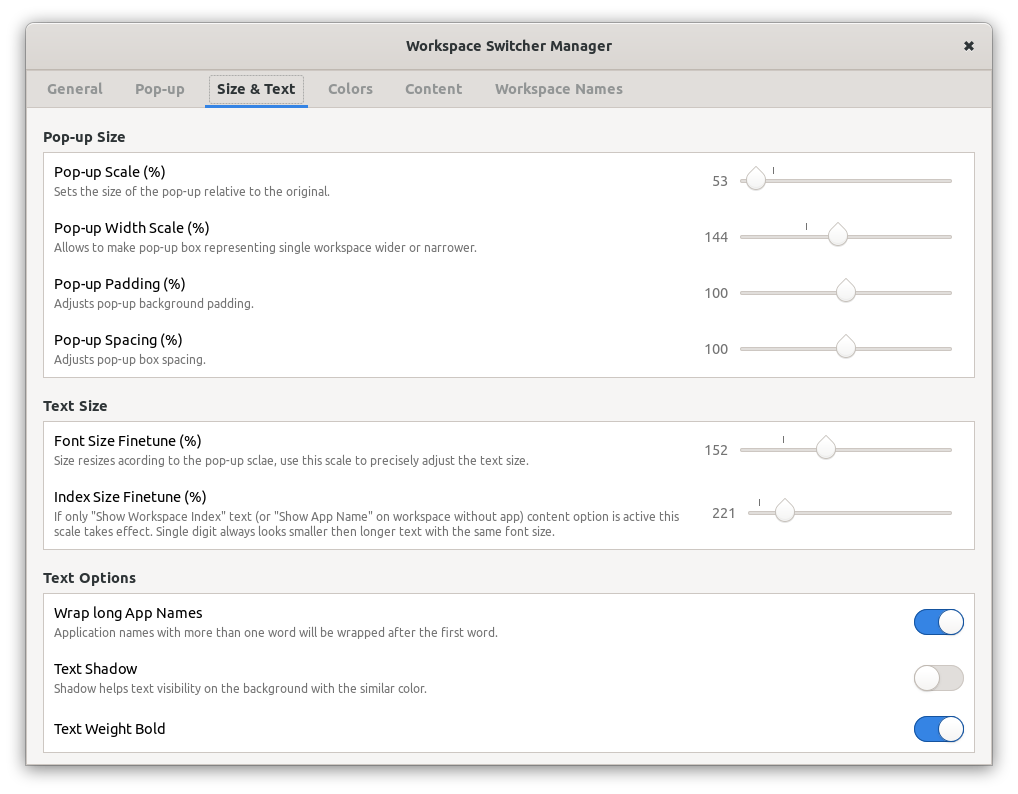 Workspace Switcher Manager
General Pop-up Size & Text Colors Content Workspace Names
Pop-up Size
Pop-up Scale (%)
53
Sets the size of the pop-up relative to the original.
Pop-up Width Scale (%)
144
Allows to make pop-up box representing single workspace wider or narrower.
Pop-up Padding (%)
100
Adjusts pop-up background padding.
Pop-up Spacing (%)
100
Adjusts pop-up box spacing.
Text Size
Font Size Finetune (%)
152
Size resizes acording to the pop-up sclae, use this scale to precisely adjust the text size.
Index Size Finetune (%)
221
If only "Show Workspace Index" text (or "Show App Name" on workspace without app) content option is active this
scale takes effect. Single digit always looks smaller then longer text with the same font size.
Text Options
Wrap long App Names
Application names with more than one word will be wrapped after the first word.
Text Shadow
Shadow helps text visibility on the background with the similar color.
Text Weight Bold